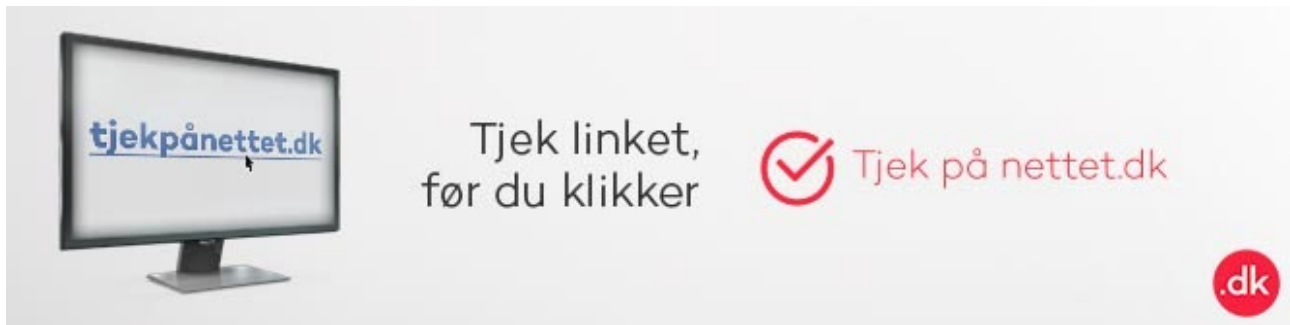 tjekpånettet.dk
Tjek linket,
før du klikker
Tjek på nettet.dk
.dk